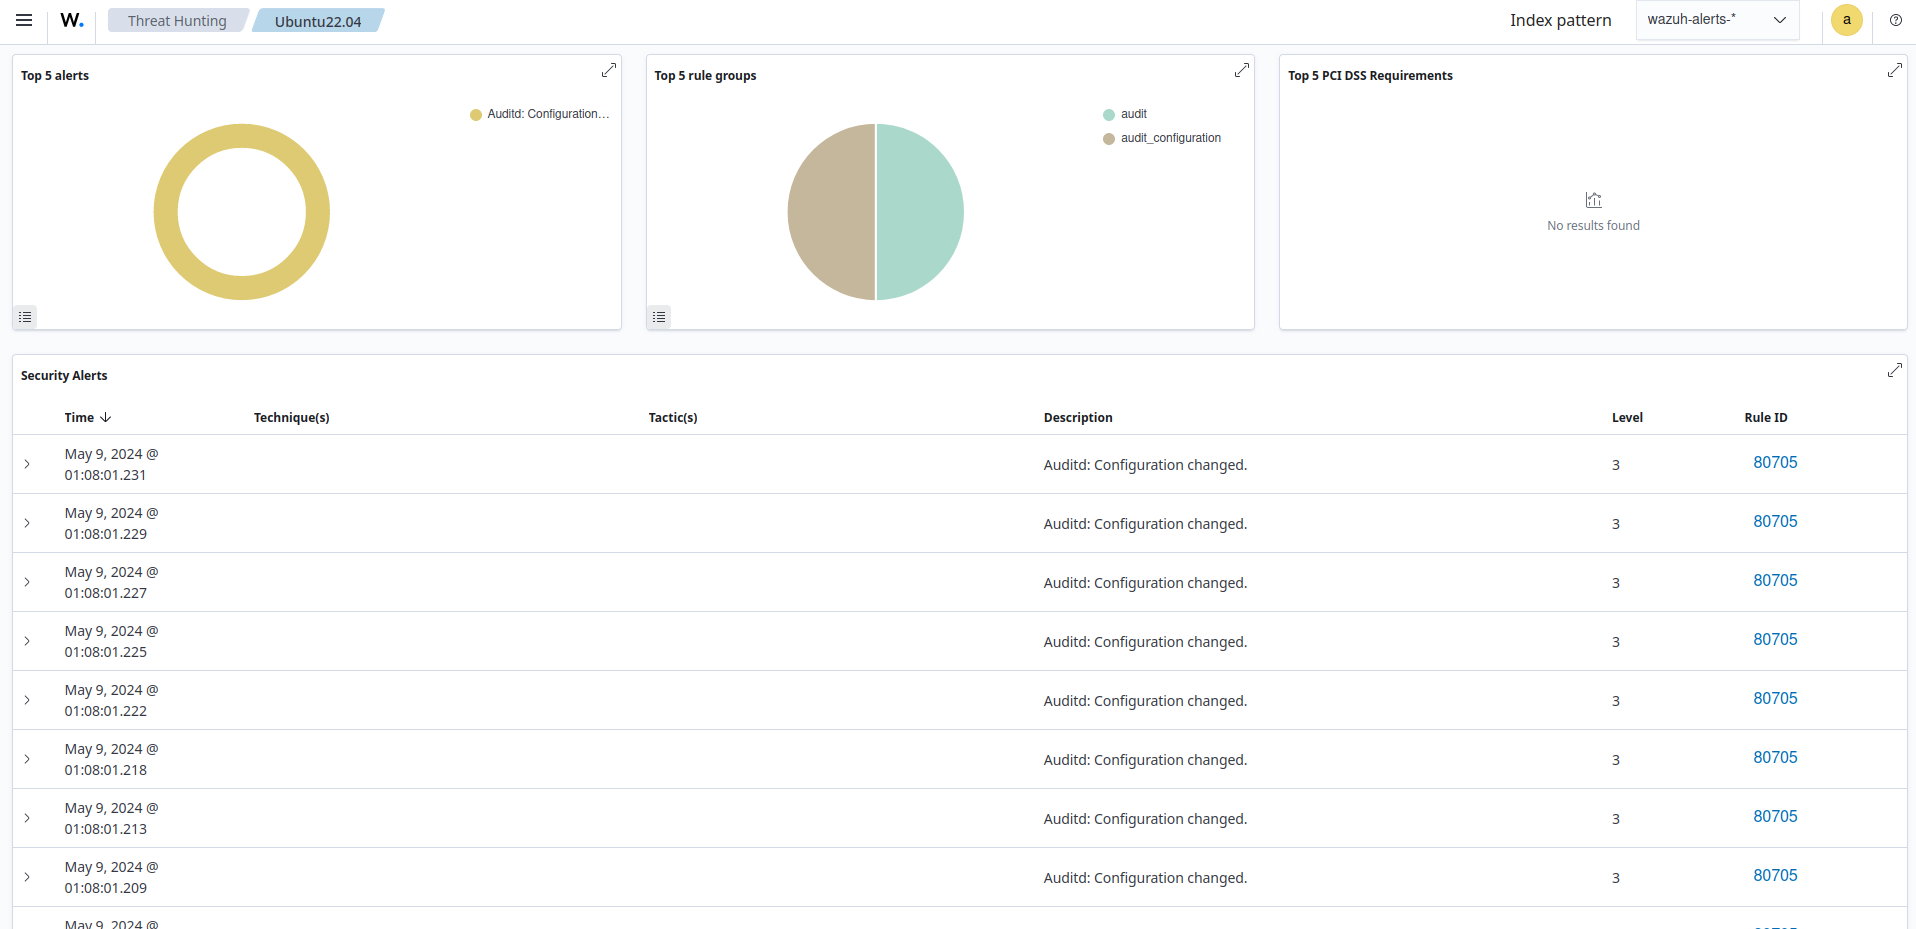 W.
Threat Hunting
Ubuntu22.04
Index pattern
wazuh-alerts-*
a
Top 5 alerts
Auditd: Configuration...
Top 5 rule groups
audit
audit_configuration
Top 5 PCI DSS Requirements
No results found
Security Alerts
Time Technique(s) Tactic(s) Description Level Rule ID
May 9, 2024 @
01:08:01.231
Auditd: Configuration changed. 3 80705
May 9, 2024 @
01:08:01.229
Auditd: Configuration changed. 3 80705
May 9, 2024 @
01:08:01.227
Auditd: Configuration changed. 3 80705
May 9, 2024 @
01:08:01.225
Auditd: Configuration changed. 3 80705
May 9, 2024 @
01:08:01.222
Auditd: Configuration changed. 3 80705
May 9, 2024 @
01:08:01.218
Auditd: Configuration changed. 3 80705
May 9, 2024 @
01:08:01.213
Auditd: Configuration changed. 3 80705
May 9, 2024 @
01:08:01.209
Auditd: Configuration changed. 3 80705
May 9, 2024 @